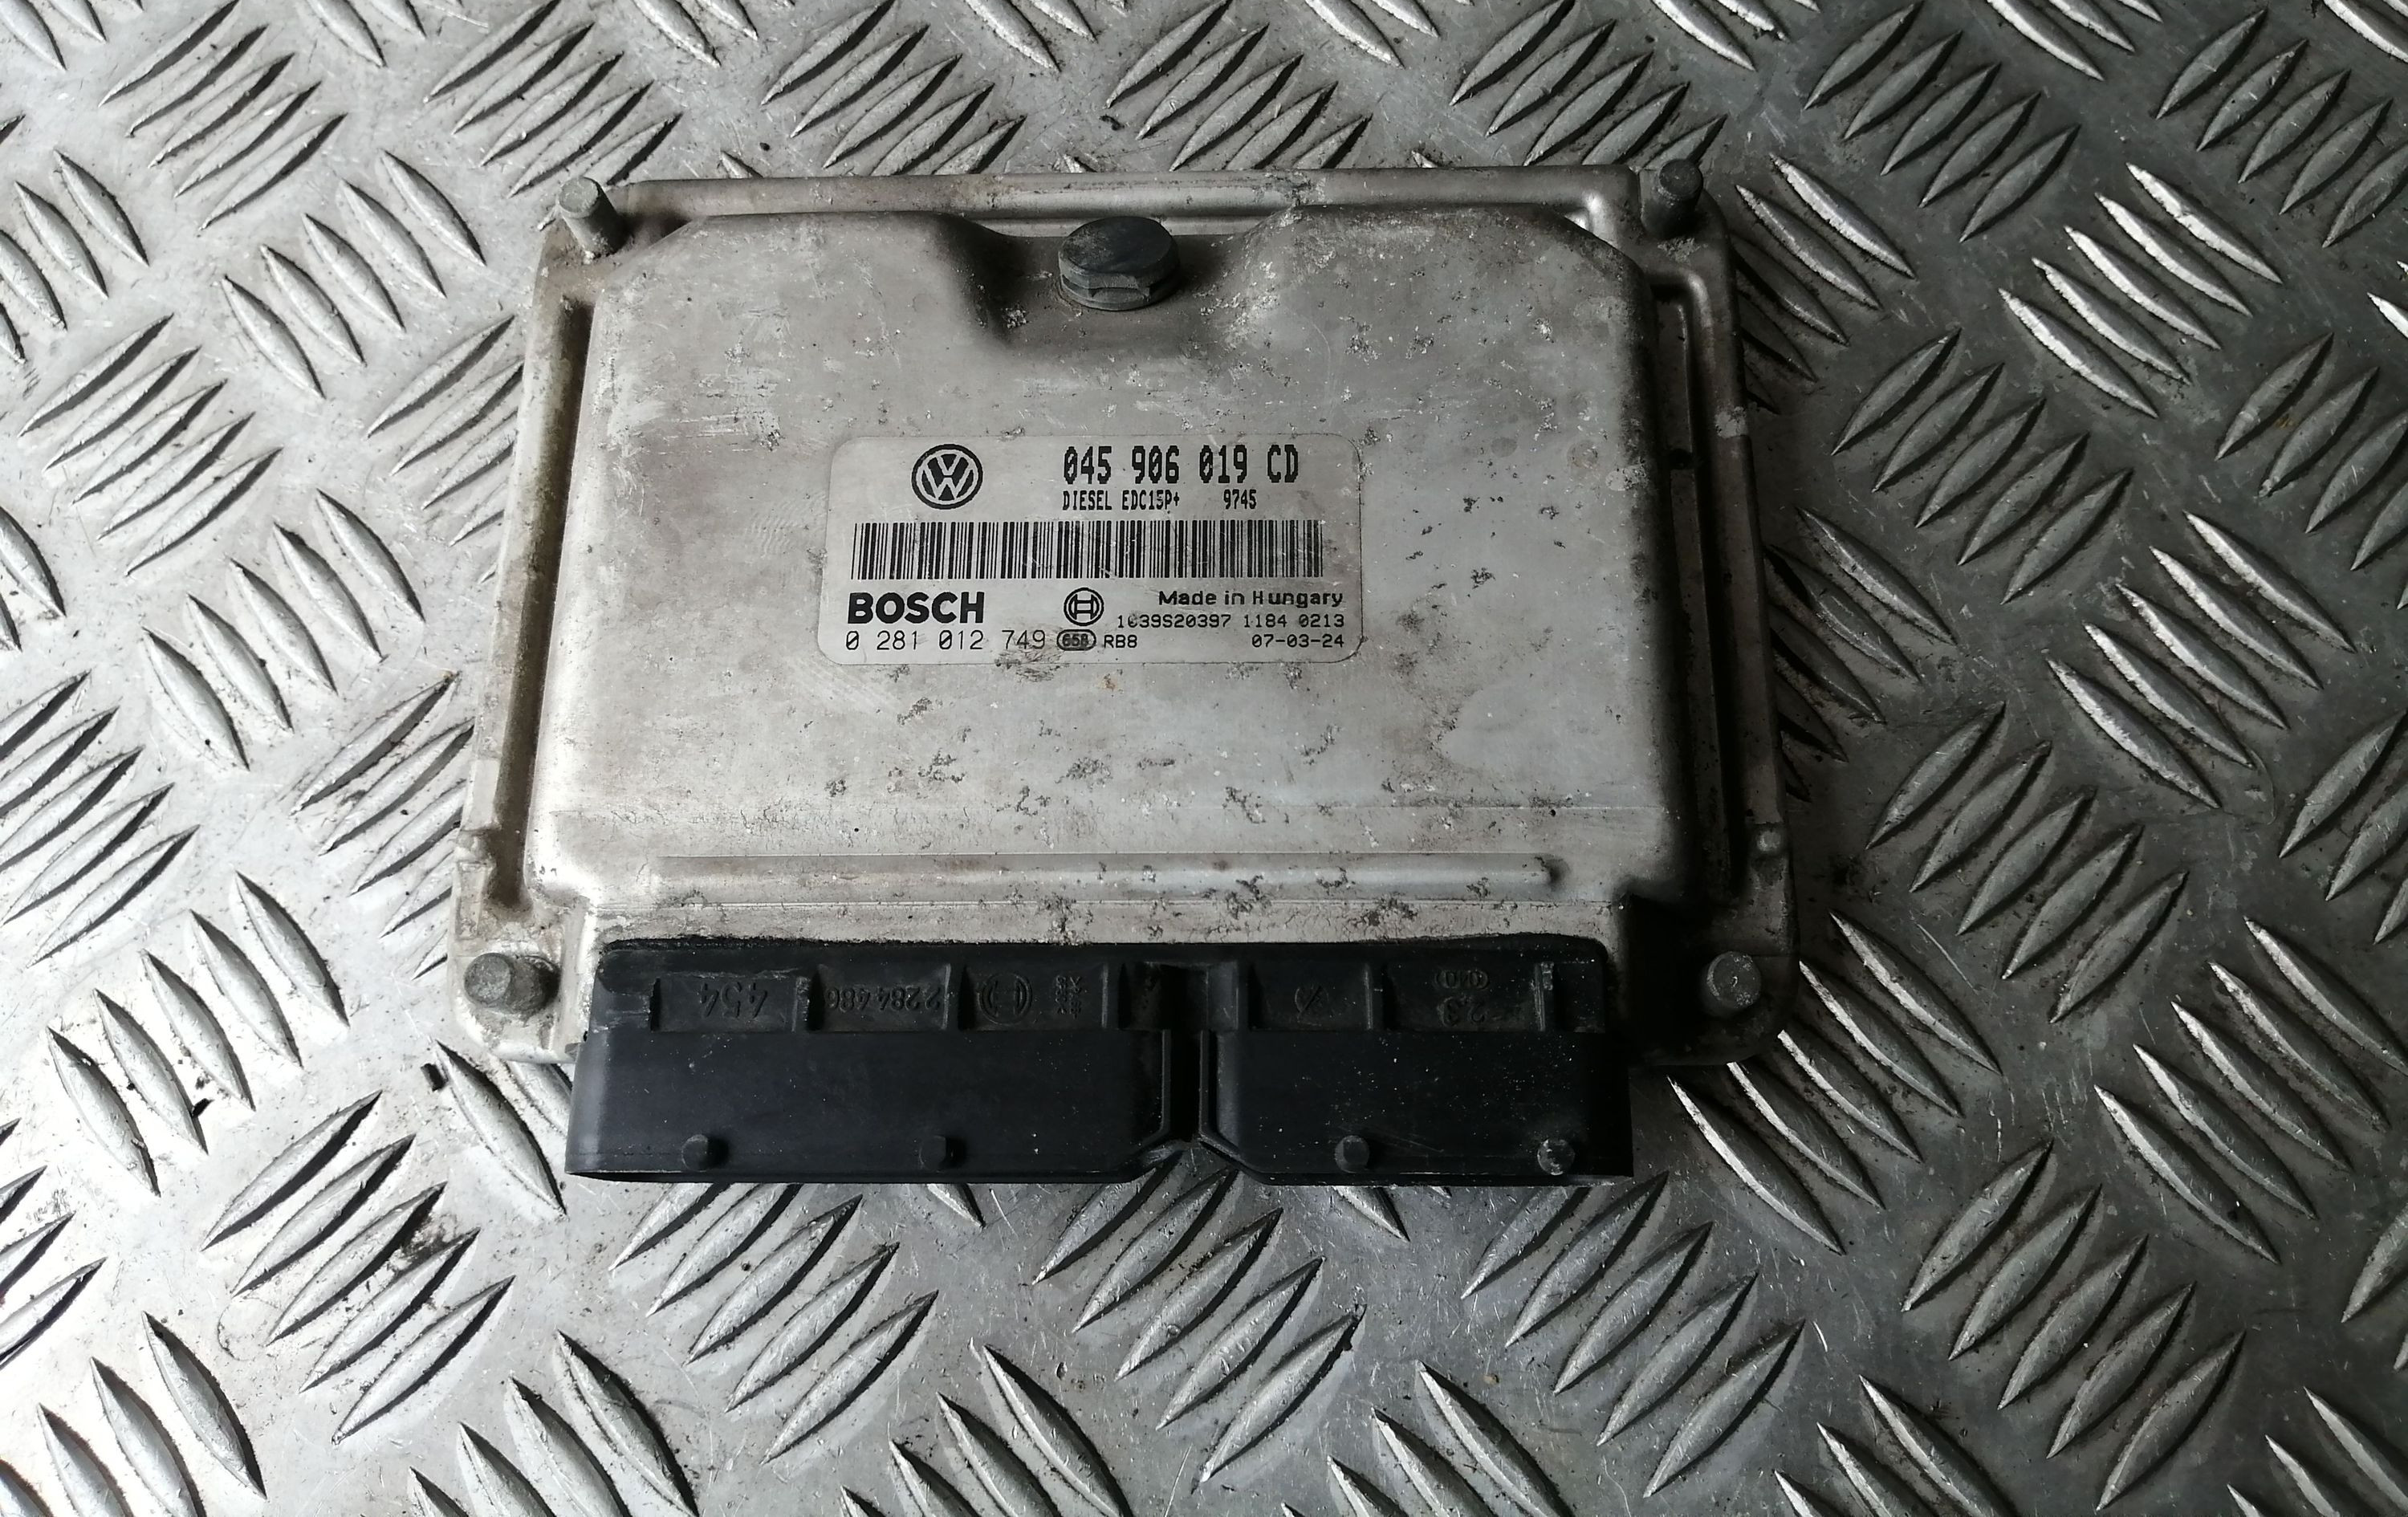 045 906 019 CD
DIESEL EDC15P+ 9745
BOSCH
Made in Hungary
1039S20397 1184 0213
0 281 012 749 658 RB8 07-03-24
454
2284486
23